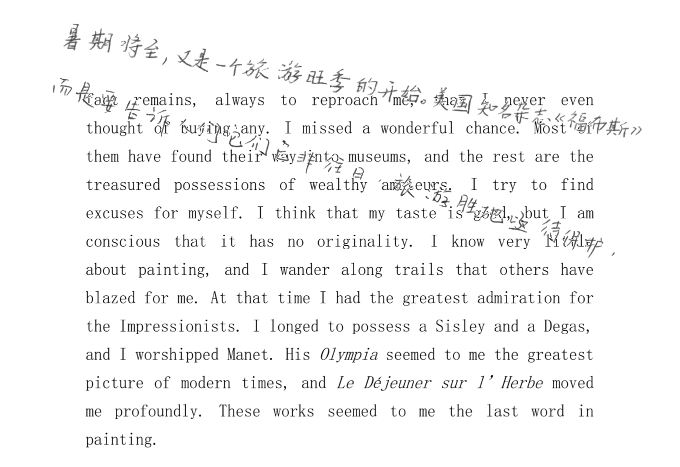 暑期将至，又是一个旅游旺季的开始。美国知名杂志《福布斯》
而是要告诉人们它们 非往日 旅游胜地 待保护，
fact remains, always to reproach me, that I never even
thought of buying any. I missed a wonderful chance. Most of
them have found their way into museums, and the rest are the
treasured possessions of wealthy amateurs. I try to find
excuses for myself. I think that my taste is good, but I am
conscious that it has no originality. I know very little
about painting, and I wander along trails that others have
blazed for me. At that time I had the greatest admiration for
the Impressionists. I longed to possess a Sisley and a Degas,
and I worshipped Manet. His Olympia seemed to me the greatest
picture of modern times, and Le Déjeuner sur l’Herbe moved
me profoundly. These works seemed to me the last word in
painting.